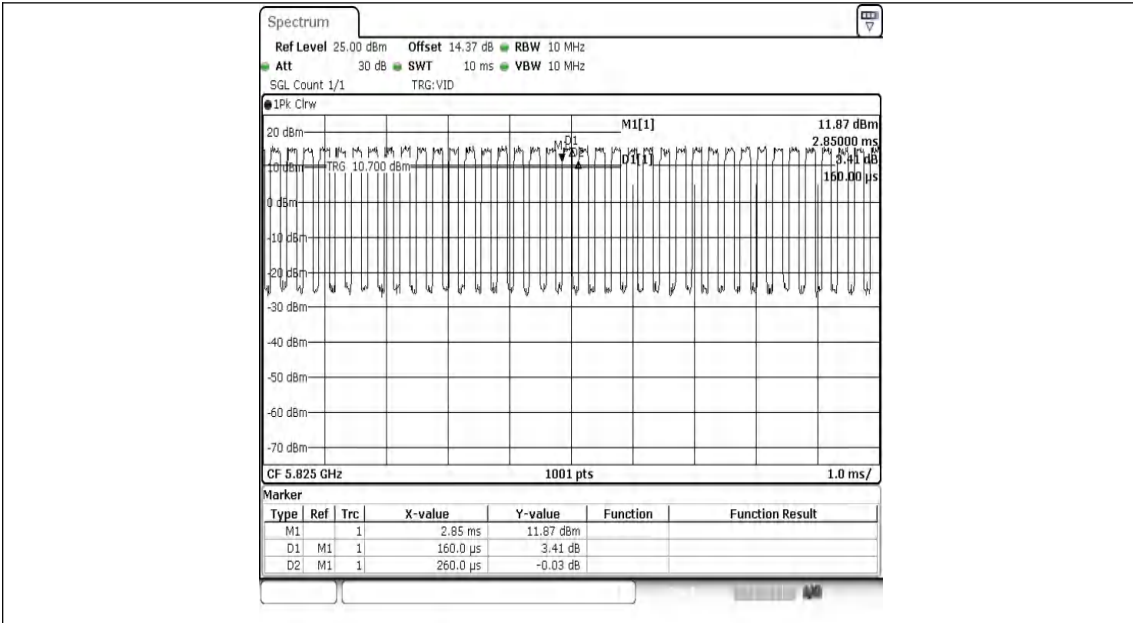 Spectrum
Ref Level 25.00 dBm Offset 14.37 dB RBW 10 MHz
Att 30 dB SWT 10 ms VBW 10 MHz
SGL Count 1/1 TRG:VID
1Pk Clrw
M1[1] 11.87 dBm
2.85000 ms
D1[1] 3.41 dB
160.00 µs
20 dBm
M1 D1
D2
10 dBm
TRG 10.700 dBm
0 dBm
-10 dBm
-20 dBm
-30 dBm
-40 dBm
-50 dBm
-60 dBm
-70 dBm
CF 5.825 GHz 1001 pts 1.0 ms/
Marker
Type Ref Trc X-value Y-value Function Function Result
M1 1 2.85 ms 11.87 dBm
D1 M1 1 160.0 µs 3.41 dB
D2 M1 1 260.0 µs -0.03 dB